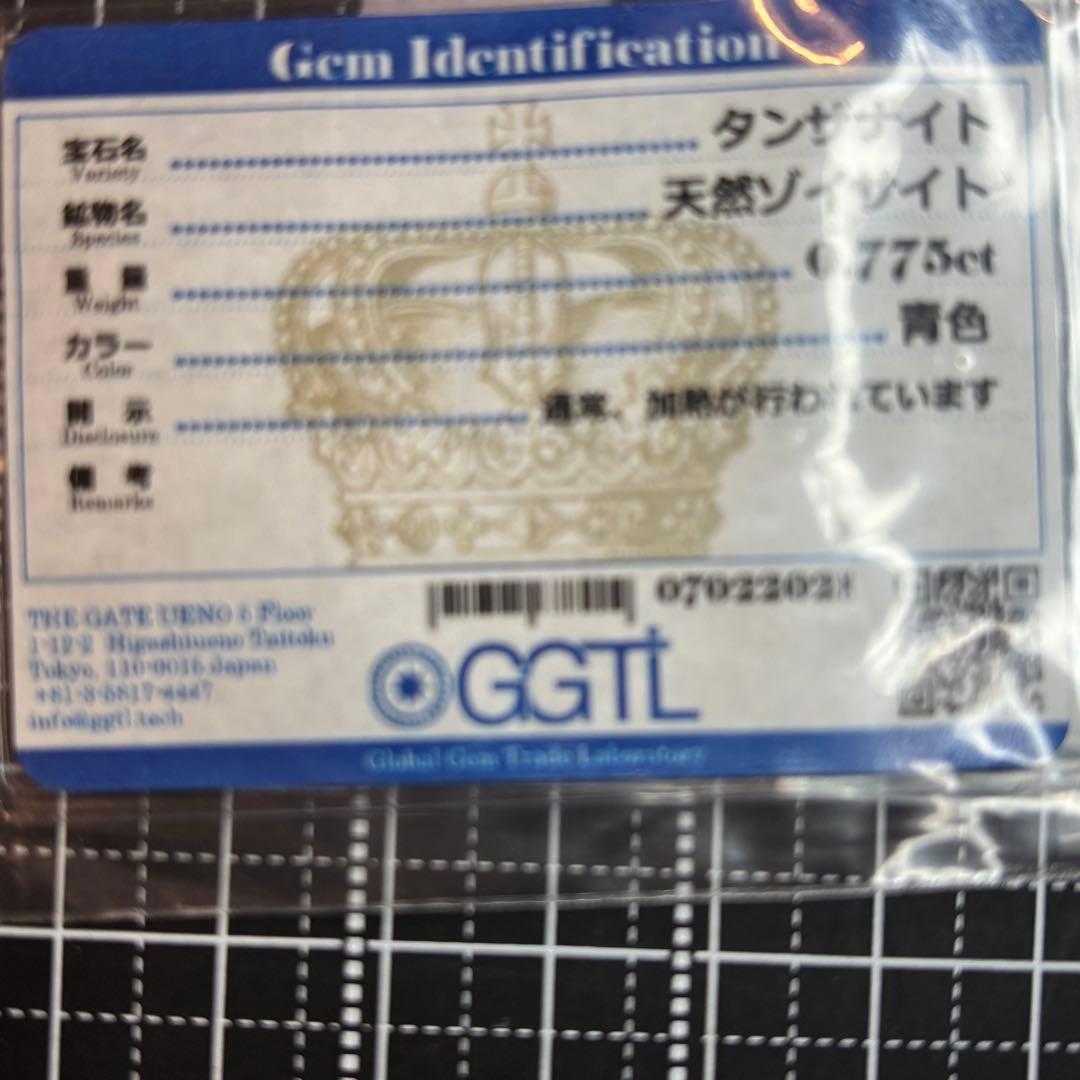 Gem Identification
宝石名 タンザナイト
Variety
鉱物名 天然ゾイサイト
Species
重量 0.775ct
Weight
カラー 青色
Color
開示 通常、加熱が行われています
Disclosure
備考
Remarks
THE GATE UENO 5 Floor
1-12-2 Higashiueno Taitoku
Tokyo, 110-0015 Japan
+81-3-5817-4447
info@ggtl.tech
GGTL
Global Gem Trade Laboratory